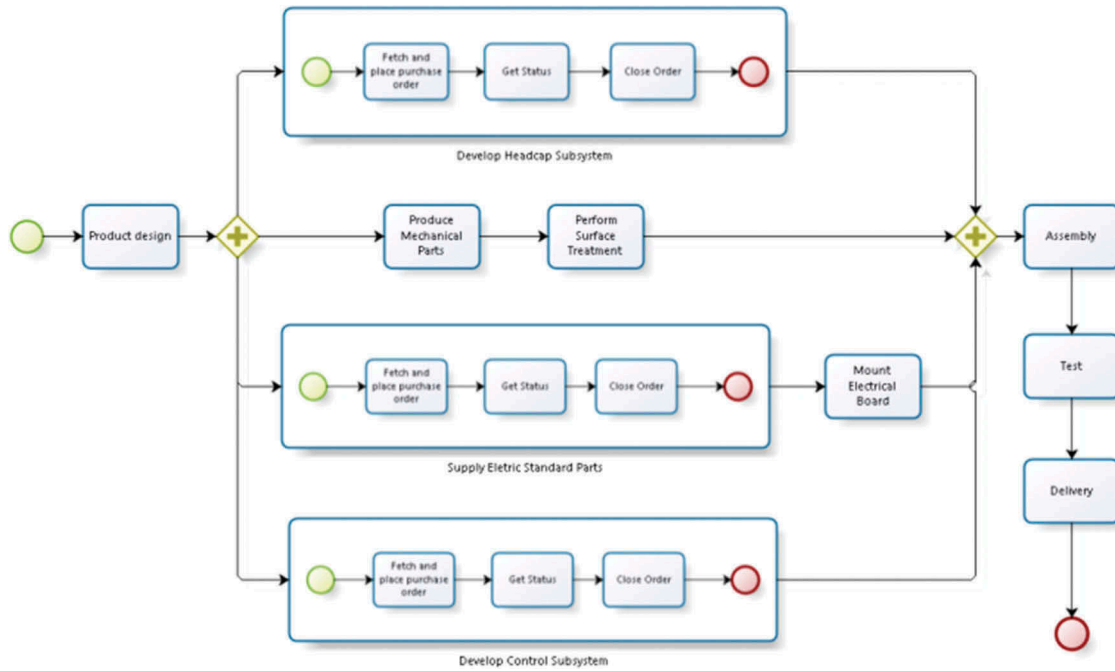 Fetch and
place purchase
order
Get Status
Close Order
Develop Headcap Subsystem
Product design
Produce
Mechanical
Parts
Perform
Surface
Treatment
Assembly
Fetch and
place purchase
order
Get Status
Close Order
Mount
Electrical
Board
Test
Supply Eletric Standard Parts
Delivery
Fetch and
place purchase
order
Get Status
Close Order
Develop Control Subsystem